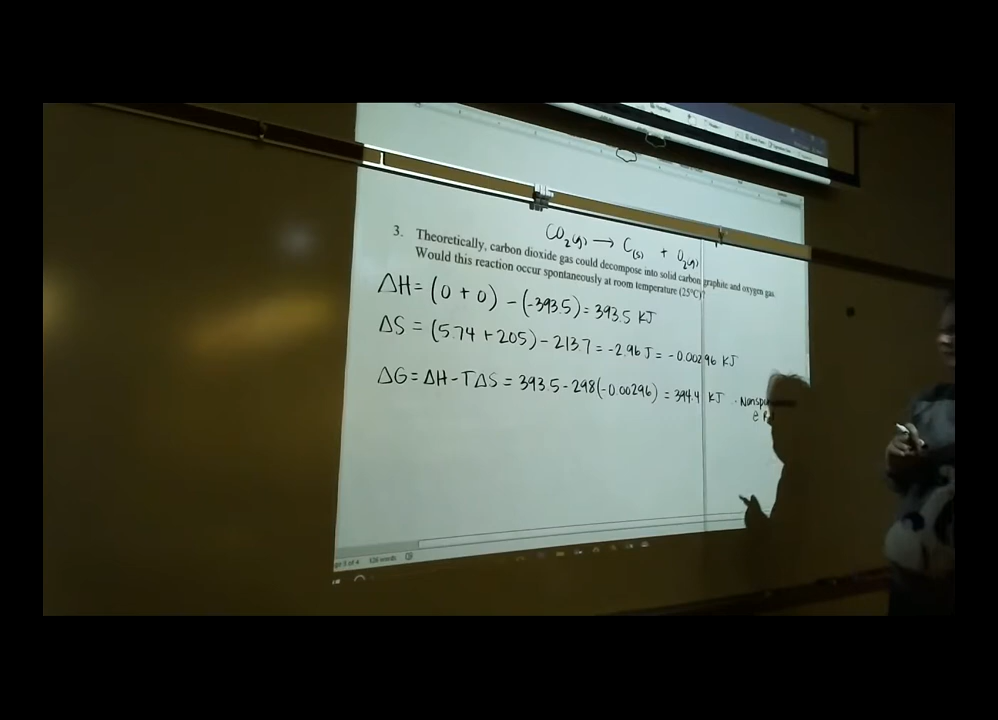 CO₂(g) → C(s) + O₂(g)
3. Theoretically, carbon dioxide gas could decompose into solid carbon graphite and oxygen gas.
Would this reaction occur spontaneously at room temperature (25°C)?
ΔH = (0 + 0) - (-393.5) = 393.5 KJ
ΔS = (5.74 + 205) - 213.7 = -2.96 J = -0.00296 KJ
ΔG = ΔH - TΔS = 393.5 - 298(-0.00296) = 394.4 KJ
126 words